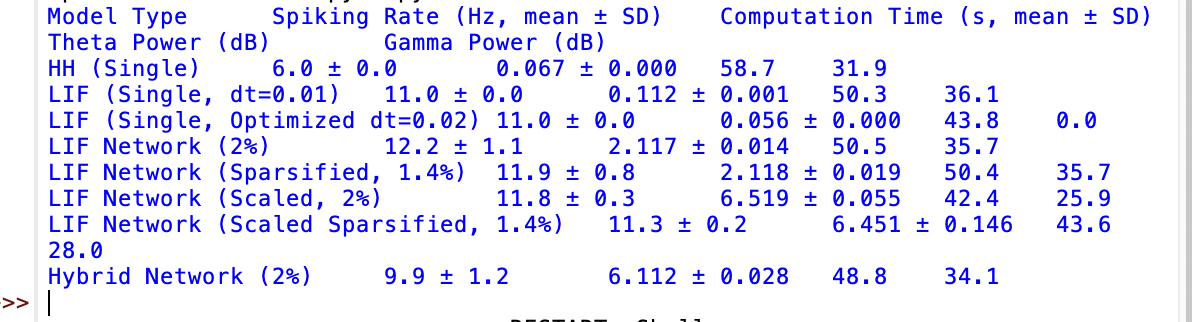 Model Type Spiking Rate (Hz, mean ± SD) Computation Time (s, mean ± SD)
Theta Power (dB) Gamma Power (dB)
HH (Single) 6.0 ± 0.0 0.067 ± 0.000 58.7 31.9
LIF (Single, dt=0.01) 11.0 ± 0.0 0.112 ± 0.001 50.3 36.1
LIF (Single, Optimized dt=0.02) 11.0 ± 0.0 0.056 ± 0.000 43.8 0.0
LIF Network (2%) 12.2 ± 1.1 2.117 ± 0.014 50.5 35.7
LIF Network (Sparsified, 1.4%) 11.9 ± 0.8 2.118 ± 0.019 50.4 35.7
LIF Network (Scaled, 2%) 11.8 ± 0.3 6.519 ± 0.055 42.4 25.9
LIF Network (Scaled Sparsified, 1.4%) 11.3 ± 0.2 6.451 ± 0.146 43.6
28.0
Hybrid Network (2%) 9.9 ± 1.2 6.112 ± 0.028 48.8 34.1
>>